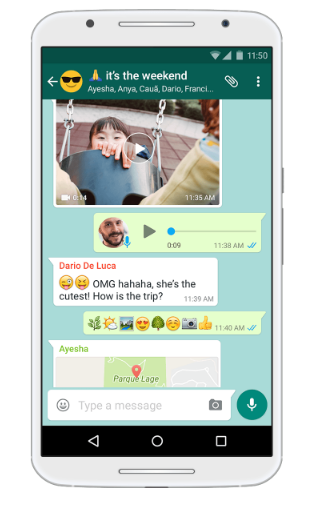 11:50
🙏 it's the weekend
Ayesha, Anya, Cauã, Dario, Franci...
0:14
11:35 AM
0:09
11:38 AM
Dario De Luca
😜😆 OMG hahaha, she's the
cutest! How is the trip?
11:39 AM
🌿🌤🏞😍🌳☺📷👍
11:40 AM
Ayesha
Parque Lage
Type a message